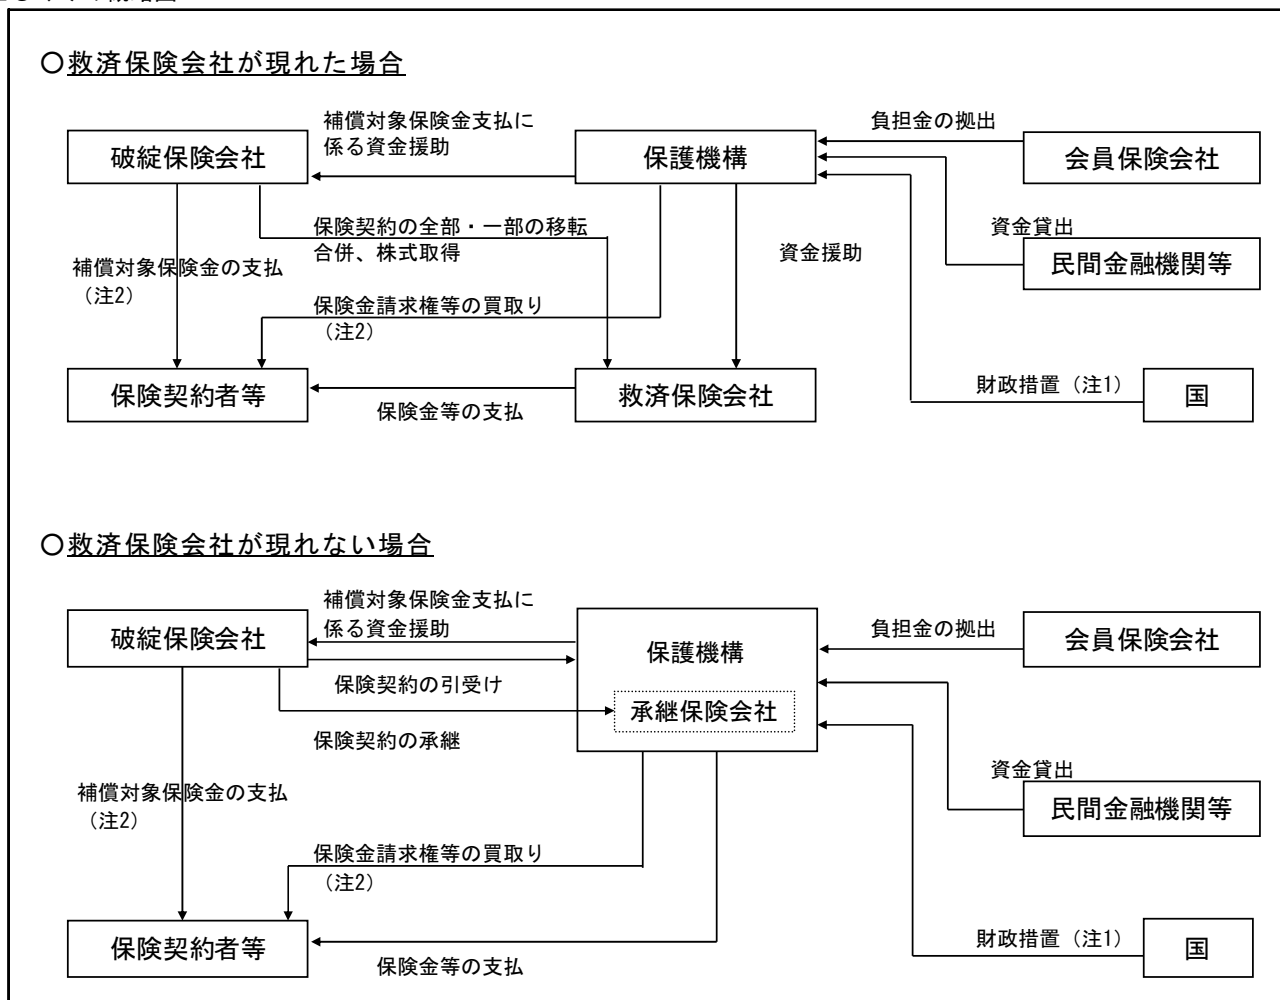 〇救済保険会社が現れた場合
補償対象保険金支払に
係る資金援助
負担金の拠出
破綻保険会社
保護機構
会員保険会社
保険契約の全部・一部の移転
合併、株式取得
資金援助
資金貸出
民間金融機関等
補償対象保険金の支払
（注2）
保険金請求権等の買取り
（注2）
保険契約者等
保険金等の支払
救済保険会社
財政措置（注1）
国
〇救済保険会社が現れない場合
補償対象保険金支払に
係る資金援助
負担金の拠出
破綻保険会社
保護機構
会員保険会社
保険契約の引受け
承継保険会社
保険契約の承継
資金貸出
民間金融機関等
補償対象保険金の支払
（注2）
保険金請求権等の買取り
（注2）
保険契約者等
保険金等の支払
財政措置（注1）
国